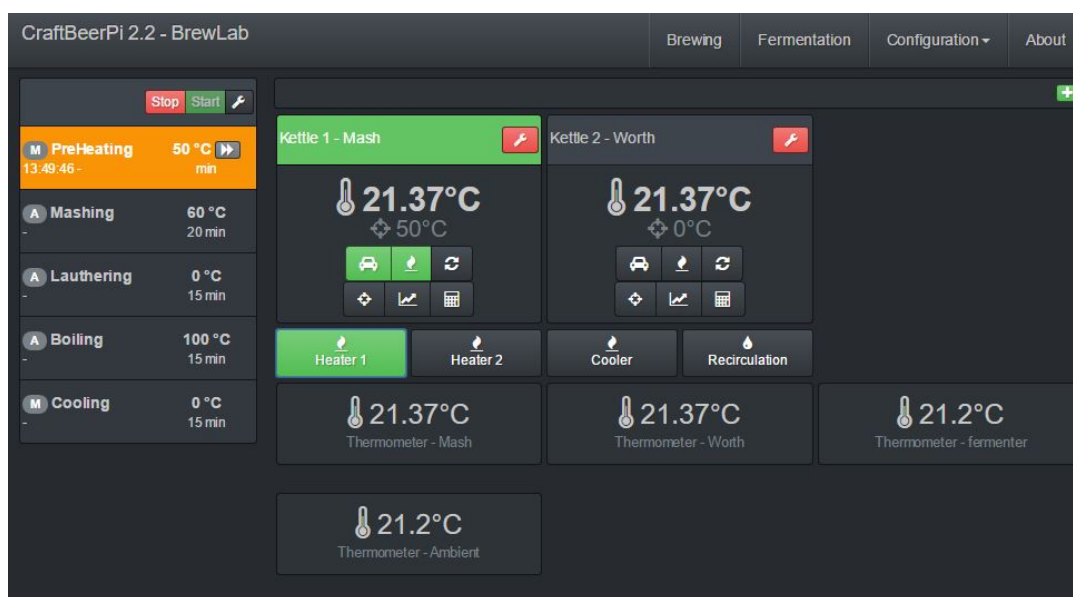 CraftBeerPi 2.2 - BrewLab
Brewing Fermentation Configuration About
Stop Start
M PreHeating 50 °C
13:49:46 - min
A Mashing 60 °C
- 20 min
A Lauthering 0 °C
- 15 min
A Boiling 100 °C
- 15 min
M Cooling 0 °C
- 15 min
Kettle 1 - Mash
21.37°C
50°C
Kettle 2 - Worth
21.37°C
0°C
Heater 1 Heater 2 Cooler Recirculation
21.37°C
Thermometer - Mash
21.37°C
Thermometer - Worth
21.2°C
Thermometer - fermenter
21.2°C
Thermometer - Ambient